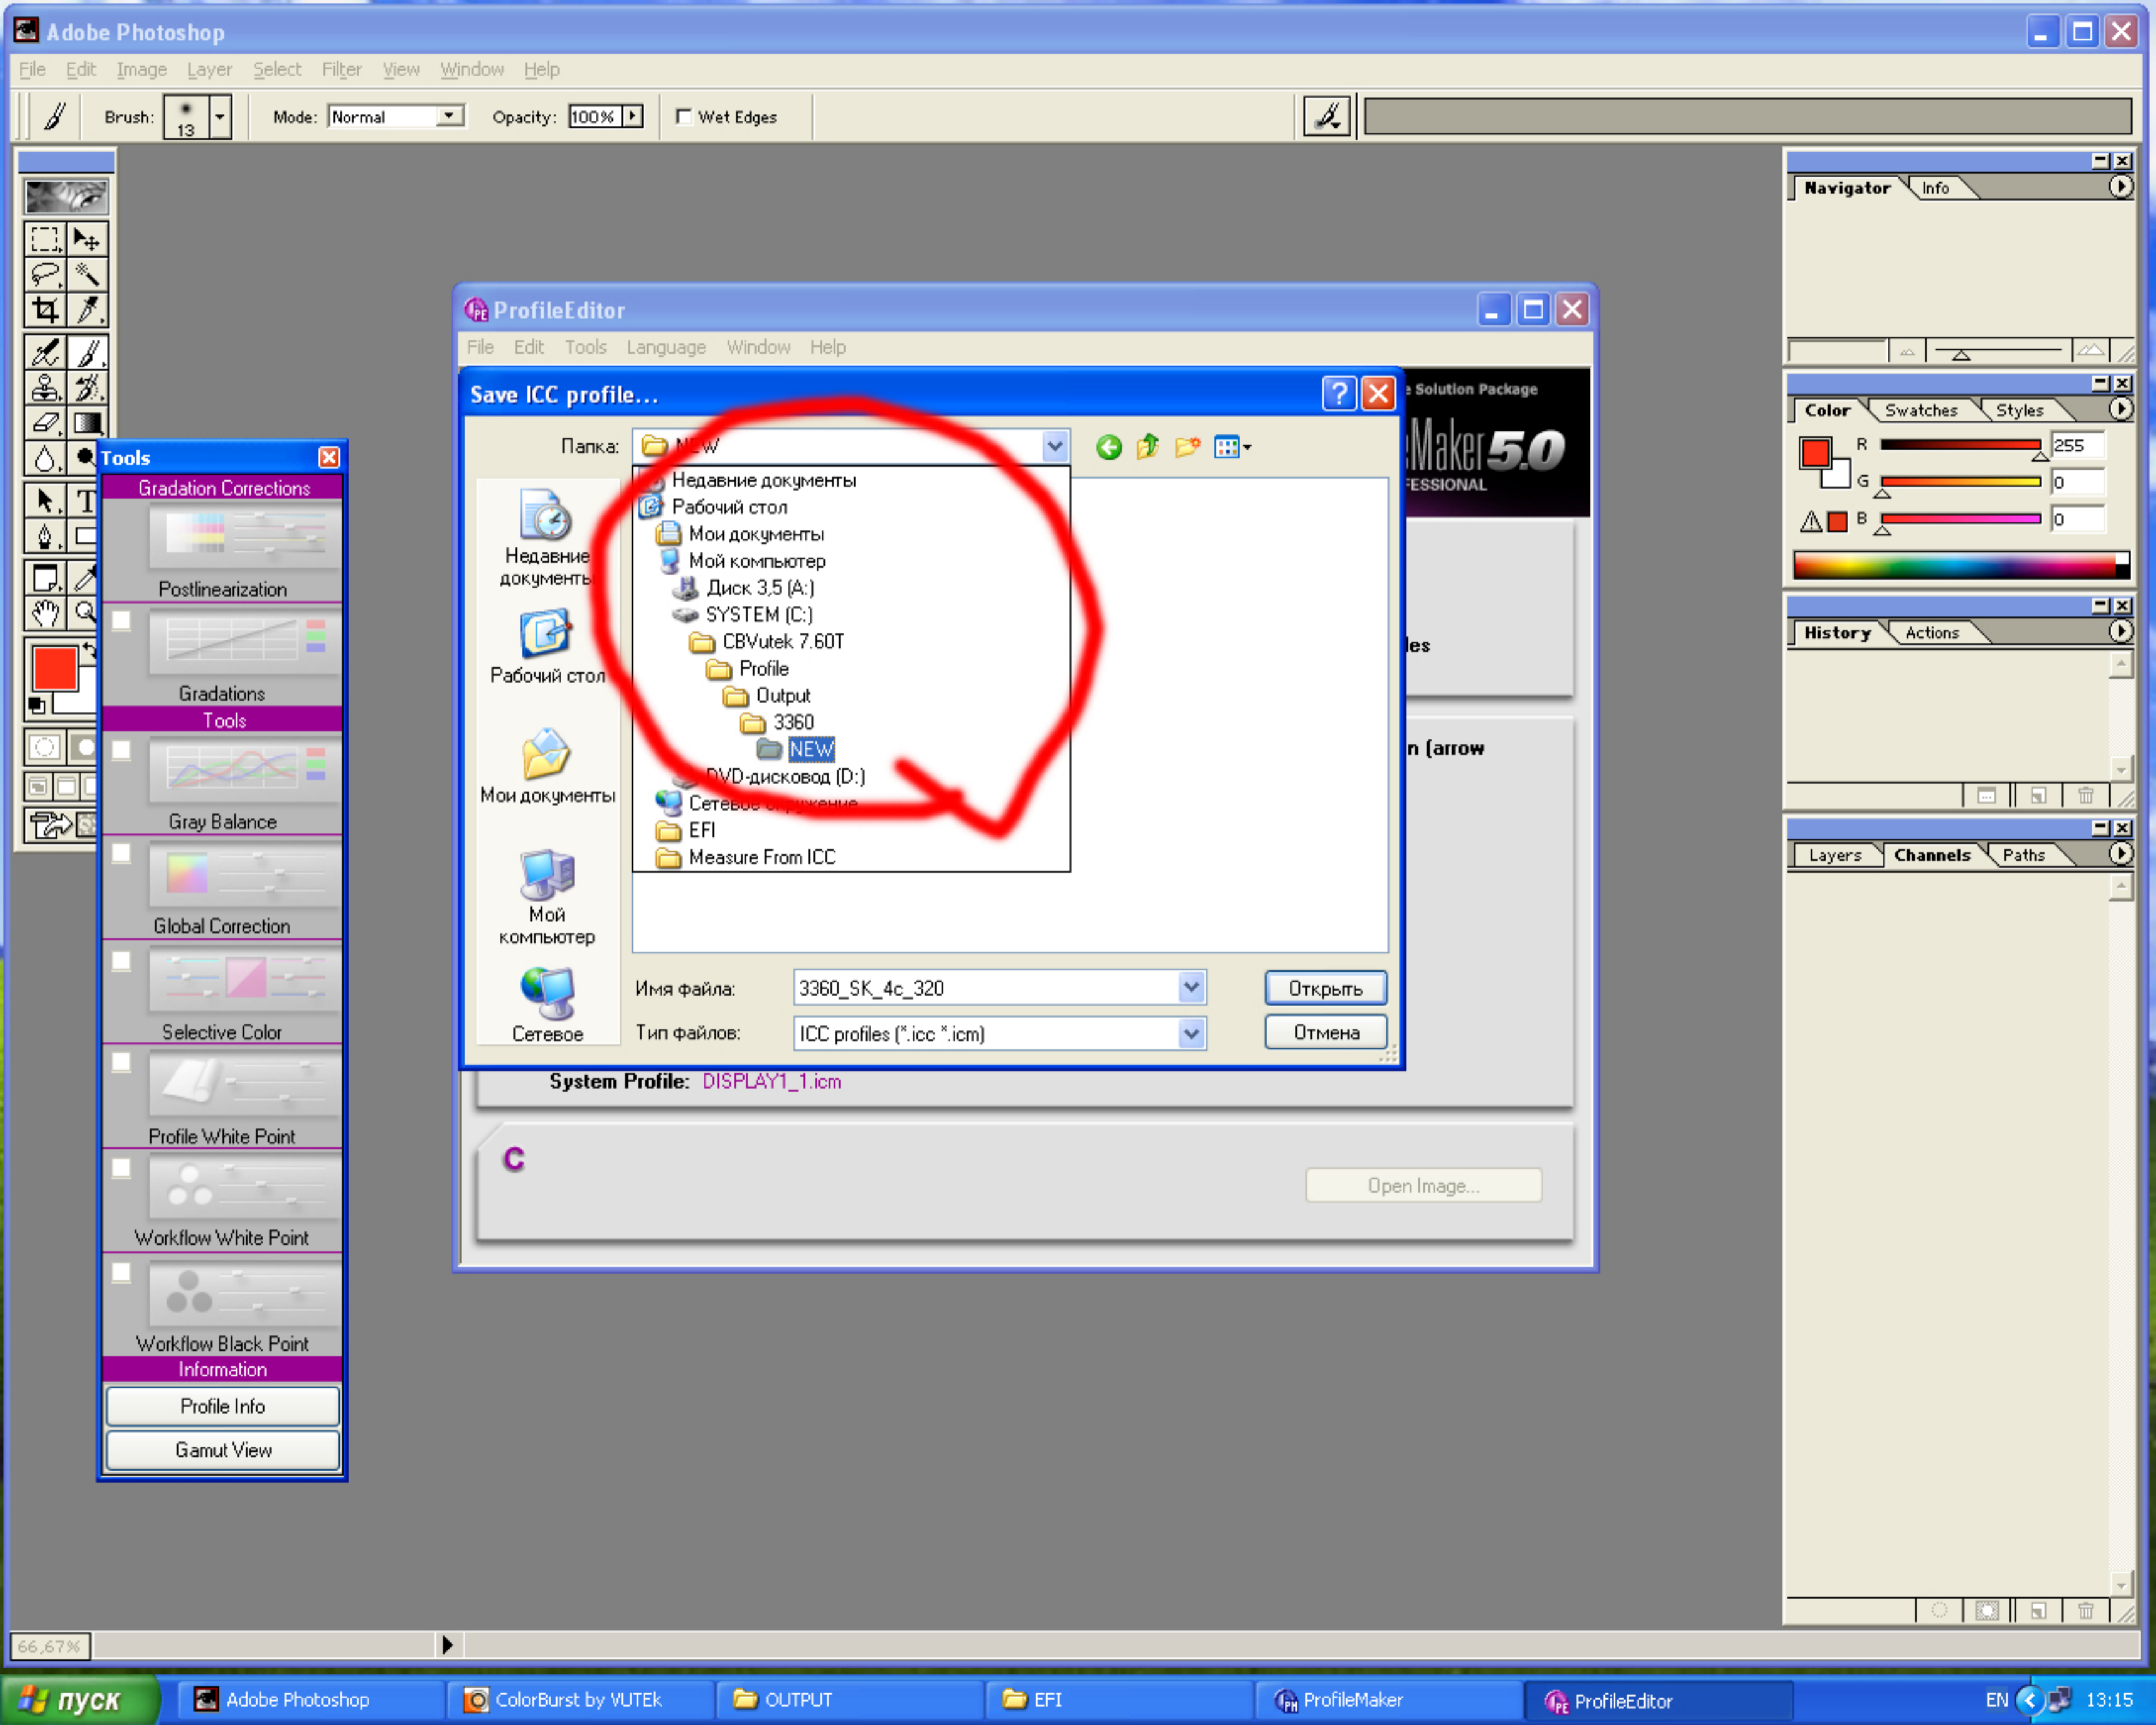 Adobe Photoshop
File Edit Image Layer Select Filter View Window Help
Brush: 13 Mode: Normal Opacity: 100% Wet Edges
Navigator Info
Color Swatches Styles
R 255
G 0
B 0
History Actions
Layers Channels Paths
Tools
Gradation Corrections
Postlinearization
Gradations
Tools
Gray Balance
Global Correction
Selective Color
Profile White Point
Workflow White Point
Workflow Black Point
Information
Profile Info
Gamut View
ProfileEditor
File Edit Tools Language Window Help
Solution Package
Maker 5.0
Save ICC profile...
Папка: NEW
Недавние документы
Рабочий стол
Мои документы
Мой компьютер
Диск 3,5 (A:)
SYSTEM (C:)
CBVutek 7.60T
Profile
Output
3360
NEW
DVD-дисковод (D:)
Сетевое окружение
EFI
Measure From ICC
Недавние
документы
Рабочий стол
Мои документы
Мой
компьютер
Сетевое
Имя файла: 3360_SK_4c_320 Открыть
Тип файлов: ICC profiles (*.icc *.icm) Отмена
(arrow
System Profile: DISPLAY1_1.icm
C
Open Image...
66,67%
пуск Adobe Photoshop ColorBurst by VUTEk OUTPUT EFI ProfileMaker ProfileEditor EN 13:15